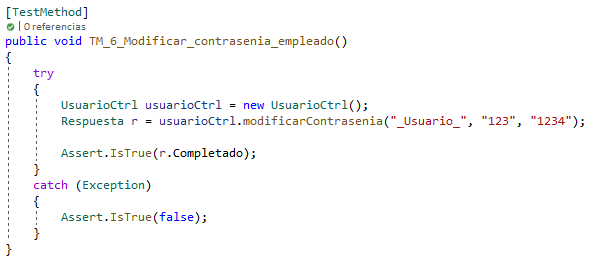 [TestMethod]
| 0 referencias
public void TM_6_Modificar_contrasenia_empleado()
{
    try
    {
        UsuarioCtrl usuarioCtrl = new UsuarioCtrl();
        Respuesta r = usuarioCtrl.modificarContrasenia("_Usuario_", "123", "1234");
        Assert.IsTrue(r.Completado);
    }
    catch (Exception)
    {
        Assert.IsTrue(false);
    }
}